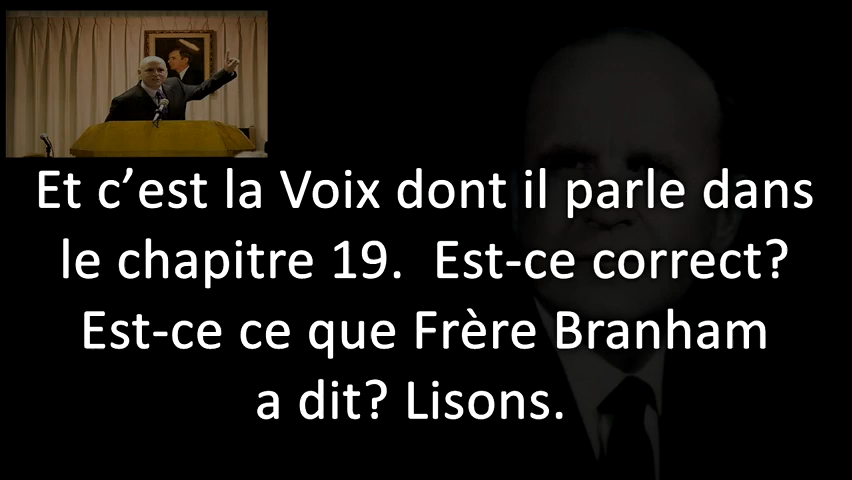 Et c’est la Voix dont il parle dans
le chapitre 19.  Est-ce correct?
Est-ce ce que Frère Branham
a dit? Lisons.